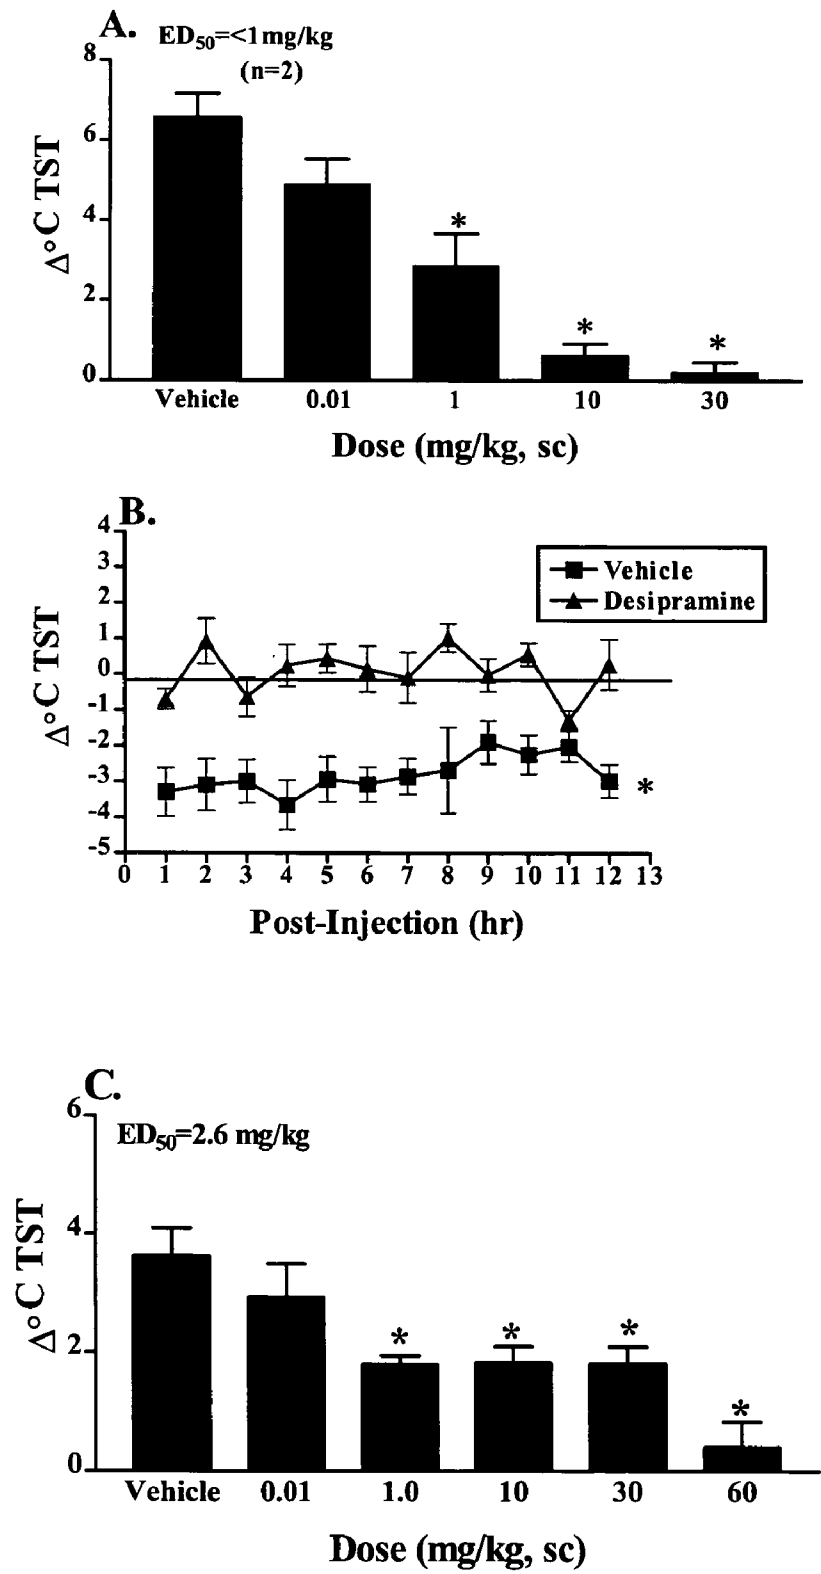 A.
ED50=<1mg/kg
(n=2)
8
6
4
2
0
Δ°C TST
Vehicle 0.01 1 10 30
* * *
Dose (mg/kg, sc)
B.
4
3
2
1
0
-1
-2
-3
-4
-5
Δ°C TST
Vehicle
Desipramine
*
0 1 2 3 4 5 6 7 8 9 10 11 12 13
Post-Injection (hr)
C.
ED50=2.6 mg/kg
6
4
2
0
Δ°C TST
* * * *
Vehicle 0.01 1.0 10 30 60
Dose (mg/kg, sc)